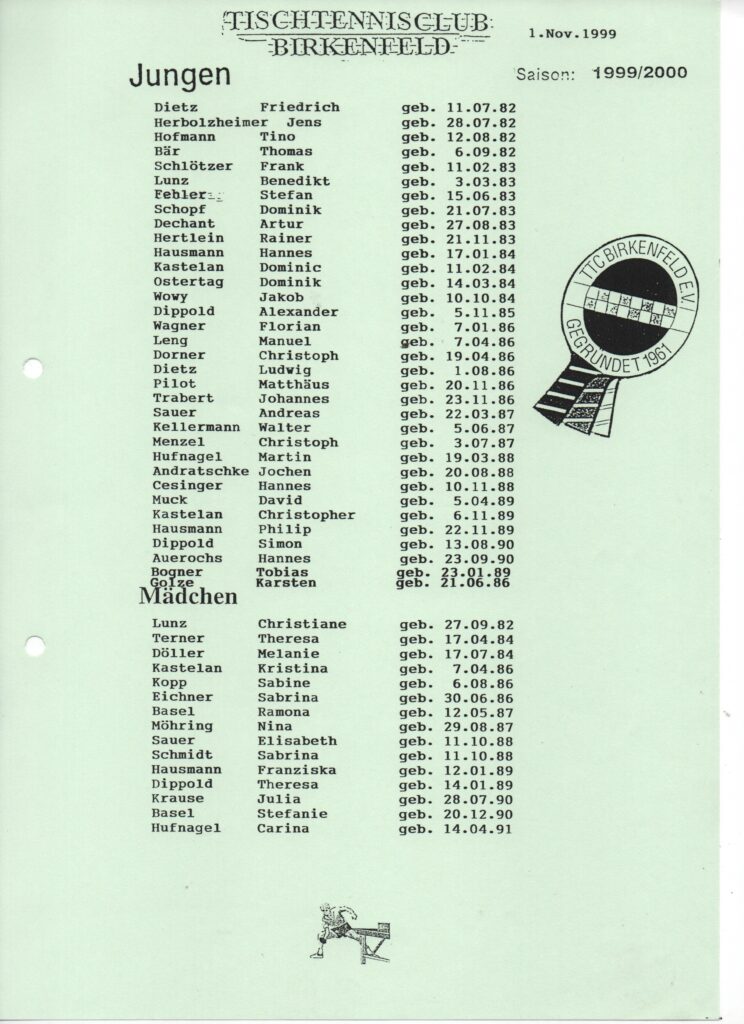 TISCHTENNISCLUB
BIRKENFELD
1.Nov.1999
Jungen
Saison: 1999/2000
Dietz Friedrich geb. 11.07.82
Herbolzheimer Jens geb. 28.07.82
Hofmann Tino geb. 12.08.82
Bär Thomas geb. 6.09.82
Schlötzer Frank geb. 11.02.83
Lunz Benedikt geb. 3.03.83
Fehler Stefan geb. 15.06.83
Schopf Dominik geb. 21.07.83
Dechant Artur geb. 27.08.83
Hertlein Rainer geb. 21.11.83
Hausmann Hannes geb. 17.01.84
Kastelan Dominic geb. 11.02.84
Ostertag Dominik geb. 14.03.84
Wowy Jakob geb. 10.10.84
Dippold Alexander geb. 5.11.85
Wagner Florian geb. 7.01.86
Leng Manuel geb. 7.04.86
Dorner Christoph geb. 19.04.86
Dietz Ludwig geb. 1.08.86
Pilot Matthäus geb. 20.11.86
Trabert Johannes geb. 23.11.86
Sauer Andreas geb. 22.03.87
Kellermann Walter geb. 5.06.87
Menzel Christoph geb. 3.07.87
Hufnagel Martin geb. 19.03.88
Andratschke Jochen geb. 20.08.88
Cesinger Hannes geb. 10.11.88
Muck David geb. 5.04.89
Kastelan Christopher geb. 6.11.89
Hausmann Philip geb. 22.11.89
Dippold Simon geb. 13.08.90
Auerochs Hannes geb. 23.09.90
Bogner Tobias geb. 23.01.89
Golze Karsten geb. 21.06.86
TTC BIRKENFELD E.V.
GEGRÜNDET 1961
Mädchen
Lunz Christiane geb. 27.09.82
Terner Theresa geb. 17.04.84
Döller Melanie geb. 17.07.84
Kastelan Kristina geb. 7.04.86
Kopp Sabine geb. 6.08.86
Eichner Sabrina geb. 30.06.86
Basel Ramona geb. 12.05.87
Möhring Nina geb. 29.08.87
Sauer Elisabeth geb. 11.10.88
Schmidt Sabrina geb. 11.10.88
Hausmann Franziska geb. 12.01.89
Dippold Theresa geb. 14.01.89
Krause Julia geb. 28.07.90
Basel Stefanie geb. 20.12.90
Hufnagel Carina geb. 14.04.91